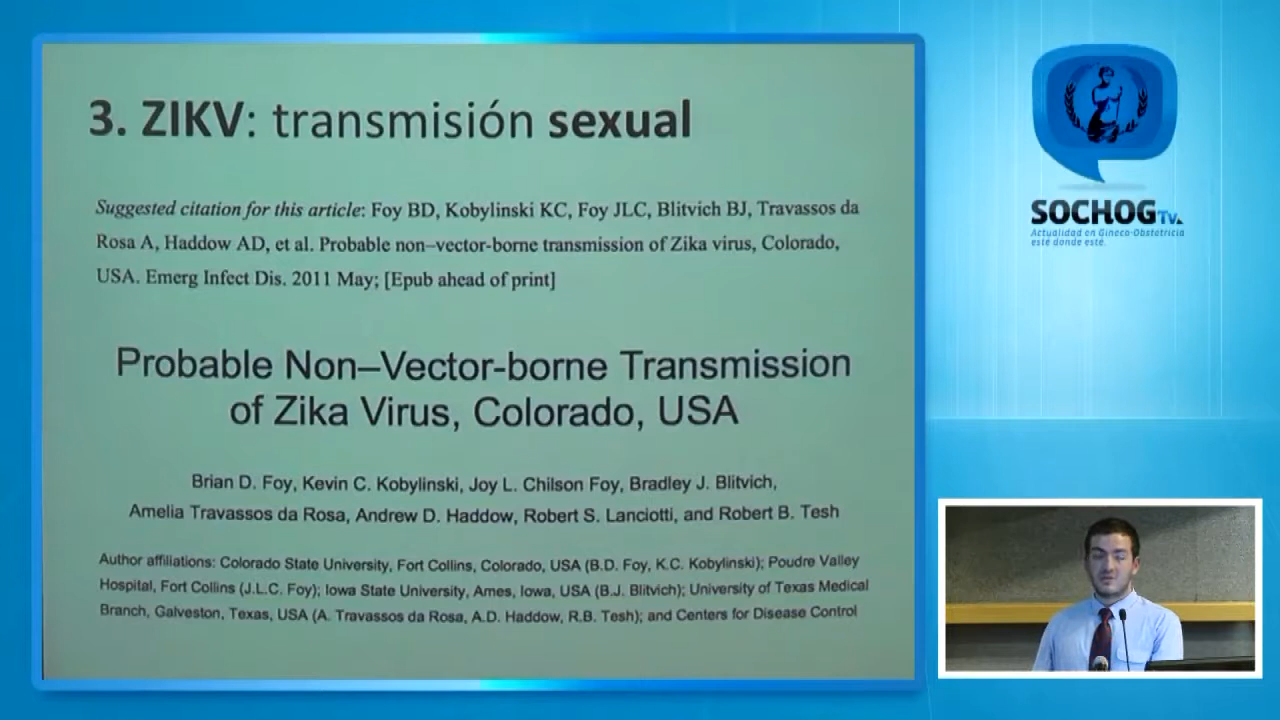 3. ZIKV: transmisión sexual
Suggested citation for this article: Foy BD, Kobylinski KC, Foy JLC, Blitvich BJ, Travassos da
Rosa A, Haddow AD, et al. Probable non–vector-borne transmission of Zika virus, Colorado,
USA. Emerg Infect Dis. 2011 May; [Epub ahead of print]
Probable Non–Vector-borne Transmission
of Zika Virus, Colorado, USA
Brian D. Foy, Kevin C. Kobylinski, Joy L. Chilson Foy, Bradley J. Blitvich,
Amelia Travassos da Rosa, Andrew D. Haddow, Robert S. Lanciotti, and Robert B. Tesh
Author affiliations: Colorado State University, Fort Collins, Colorado, USA (B.D. Foy, K.C. Kobylinski); Poudre Valley
Hospital, Fort Collins (J.L.C. Foy); Iowa State University, Ames, Iowa, USA (B.J. Blitvich); University of Texas Medical
Branch, Galveston, Texas, USA (A. Travassos da Rosa, A.D. Haddow, R.B. Tesh); and Centers for Disease Control
SOCHOG Tv.
Actualidad en Gineco-Obstetricia
esté donde esté.